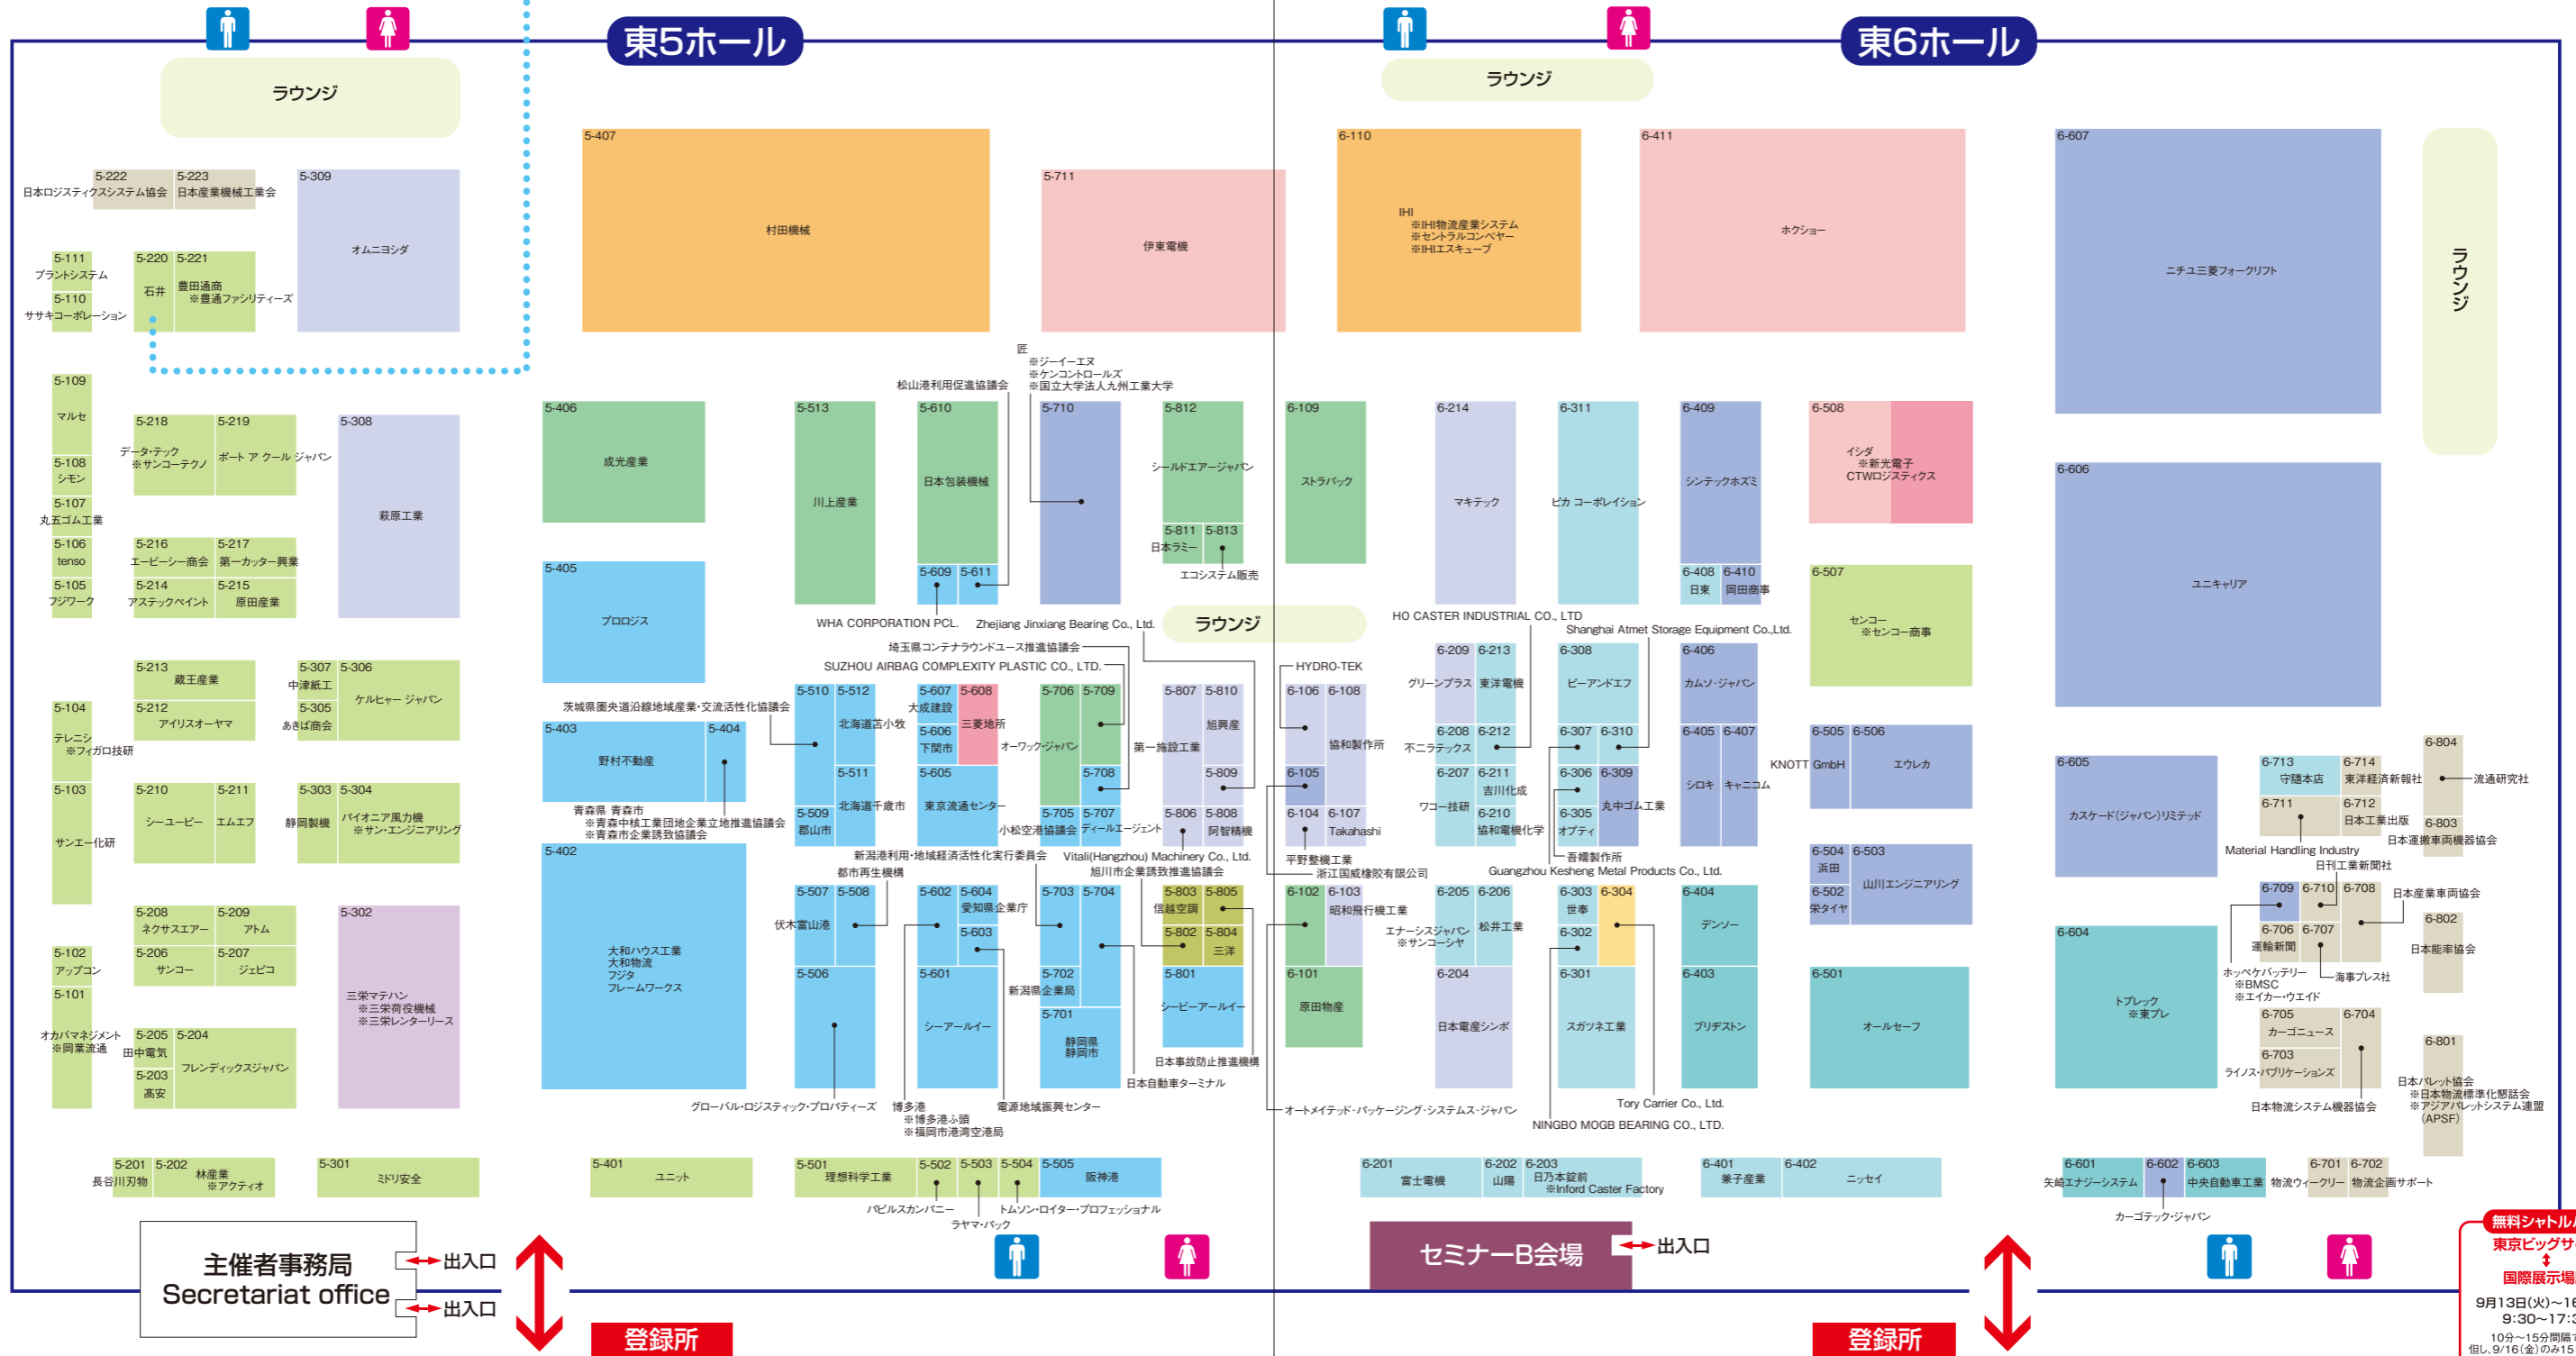 東5ホール
東6ホール
ラウンジ
ラウンジ
ラウンジ
ラウンジ
5-222
日本ロジスティクスシステム協会
5-223
日本産業機械工業会
5-309
オムニヨシダ
5-111
プラントシステム
5-110
ササキコーポレーション
5-220
石井
5-221
豊田通商
※豊通ファシリティーズ
5-109
マルセ
5-108
シモン
5-107
丸五ゴム工業
5-106
tenso
5-105
フジワーク
5-218
データ・テック
※サンコーテクノ
5-219
ポート ア クール ジャパン
5-216
エービーシー商会
5-217
第一カッター興業
5-214
アステックペイント
5-215
原田産業
5-308
萩原工業
5-213
蔵王産業
5-212
アイリスオーヤマ
5-307
中津紙工
5-305
あきば商会
5-306
ケルヒャー ジャパン
5-104
テレニシ
※フィガロ技研
5-103
サンエー化研
5-210
シーユーピー
5-211
エムエフ
5-303
静岡製機
5-304
パイオニア風力機
※サン・エンジニアリング
5-208
ネクサスエアー
5-209
アトム
5-206
サンコー
5-207
ジェピコ
5-102
アップコン
5-101
オカバマネジメント
※岡葉流通
5-205
田中電気
5-203
髙安
5-204
フレンディックスジャパン
5-302
三栄マテハン
※三栄荷役機械
※三栄レンターリース
5-201
長谷川刃物
5-202
林産業
※アクティオ
5-301
ミドリ安全
5-407
村田機械
5-711
伊東電機
5-406
成光産業
5-405
プロロジス
5-403
野村不動産
5-404
青森県 青森市
※青森中核工業団地企業立地推進協議会
※青森市企業誘致協議会
5-402
大和ハウス工業
大和物流
フジタ
フレームワークス
5-401
ユニット
5-513
川上産業
5-610
日本包装機械
5-609
WHA CORPORATION PCL.
5-611
松山港利用促進協議会
5-710
匠
※ジーイーエヌ
※ケンコントロールズ
※国立大学法人九州工業大学
5-812
シールドエアージャパン
5-811
日本ラミー
5-813
エコシステム販売
Zhejiang Jinxiang Bearing Co., Ltd.
埼玉県コンテナラウンドユース推進協議会
SUZHOU AIRBAG COMPLEXITY PLASTIC CO., LTD.
茨城県圏央道沿線地域産業・交流活性化協議会
5-510
5-512
北海道苫小牧
5-511
北海道千歳市
5-509
郡山市
5-607
大成建設
5-606
下関市
5-608
三菱地所
5-605
東京流通センター
5-706
オーワック・ジャパン
5-709
5-708
5-705
小松空港協議会
5-707
ディールエージェント
5-807
第一施設工業
5-810
旭興産
5-809
5-806
5-808
阿智精機
Vitali(Hangzhou) Machinery Co., Ltd.
旭川市企業誘致推進協議会
新潟港利用・地域経済活性化実行委員会
都市再生機構
5-507
伏木富山港
5-508
5-506
グローバル・ロジスティック・プロパティーズ
5-602
博多港
※博多港ふ頭
※福岡市港湾空港局
5-604
愛知県企業庁
5-603
電源地域振興センター
5-601
シーアールイー
5-703
5-704
日本自動車ターミナル
5-702
新潟県企業局
5-701
静岡県
静岡市
5-803
信越空調
5-805
日本事故防止推進機構
5-802
5-804
三洋
5-801
シービーアールイー
5-501
理想科学工業
5-502
パピルスカンパニー
5-503
ラヤマ・パック
5-504
トムソン・ロイター・プロフェッショナル
5-505
阪神港
6-110
IHI
※IHI物流産業システム
※セントラルコンベヤー
※IHIエスキューブ
6-411
ホクショー
6-607
ニチユ三菱フォークリフト
6-109
ストラパック
6-214
マキテック
6-311
ピカ コーポレイション
6-409
シンテックホズミ
6-408
日東
6-410
岡田商事
6-508
イシダ
※新光電子
CTWロジスティクス
6-606
ユニキャリア
6-507
センコー
※センコー商事
HO CASTER INDUSTRIAL CO., LTD
Shanghai Atmet Storage Equipment Co.,Ltd.
HYDRO-TEK
6-106
6-108
協和製作所
6-105
浙江国威橡胶有限公司
6-104
平野整機工業
6-107
Takahashi
6-209
グリーンプラス
6-213
東洋電機
6-208
不二ラテックス
6-212
6-207
ワコー技研
6-211
吉川化成
6-210
協和電機化学
6-308
ピーアンドエフ
6-307
6-310
6-306
吾嬬製作所
6-309
丸中ゴム工業
6-305
オプティ
Guangzhou Kesheng Metal Products Co., Ltd.
6-406
カムソ・ジャパン
6-405
シロキ
6-407
キャニコム
6-505
KNOTT GmbH
6-506
エウレカ
6-504
浜田
6-502
栄タイヤ
6-503
山川エンジニアリング
6-102
オートメイテッド・パッケージング・システムス・ジャパン
6-103
昭和飛行機工業
6-101
原田物産
6-205
エナーシスジャパン
※サンコーシヤ
6-206
松井工業
6-204
日本電産シンポ
6-303
世奉
6-304
Tory Carrier Co., Ltd.
6-302
NINGBO MOGB BEARING CO., LTD.
6-301
スガツネ工業
6-404
デンソー
6-403
ブリヂストン
6-501
オールセーフ
6-605
カスケード(ジャパン)リミテッド
6-604
トプレック
※東プレ
6-713
守隨本店
6-714
東洋経済新報社
6-711
Material Handling Industry
6-712
日本工業出版
6-804
流通研究社
6-803
日本運搬車両機器協会
日刊工業新聞社
6-709
ホッペケバッテリー
※BMSC
※エイカー・ウエイド
6-710
6-708
日本産業車両協会
6-706
運輸新聞
6-707
海事プレス社
6-802
日本能率協会
6-705
カーゴニュース
6-704
日本物流システム機器協会
6-703
ライノス・パブリケーションズ
6-801
日本パレット協会
※日本物流標準化懇話会
※アジアパレットシステム連盟
(APSF)
6-201
富士電機
6-202
山陽
6-203
日乃本錠前
※Inford Caster Factory
6-401
兼子産業
6-402
ニッセイ
6-601
矢崎エナジーシステム
6-602
カーゴテック・ジャパン
6-603
中央自動車工業
6-701
物流ウィークリー
6-702
物流企画サポート
主催者事務局
Secretariat office
出入口
出入口
登録所
セミナーB会場
出入口
登録所
無料シャトル
東京ビッグサ
国際展示場
9月13日(火)～16
9:30～17:3
10分～15分間隔で
但し、9/16(金)のみ15